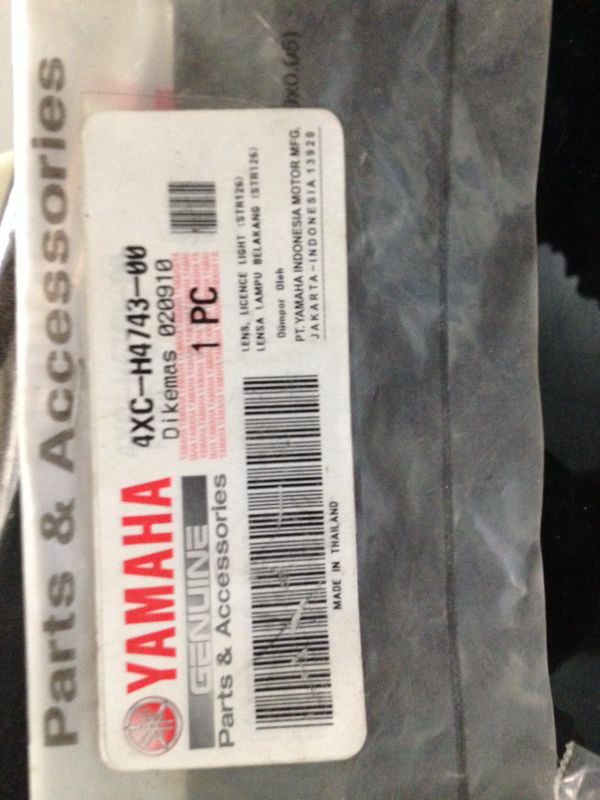 Parts & Accessories
YAMAHA
4XC-H4743-00
Dikemas 020910
GENUINE
1 PC
Parts & Accessories
LENS, LICENCE LIGHT (STR126)
LENSA LAMPU BELAKANG (STR126)
Diimpor Oleh
PT.YAMAHA INDONESIA MOTOR MFG.
JAKARTA-INDONESIA 13920
MADE IN THAILAND